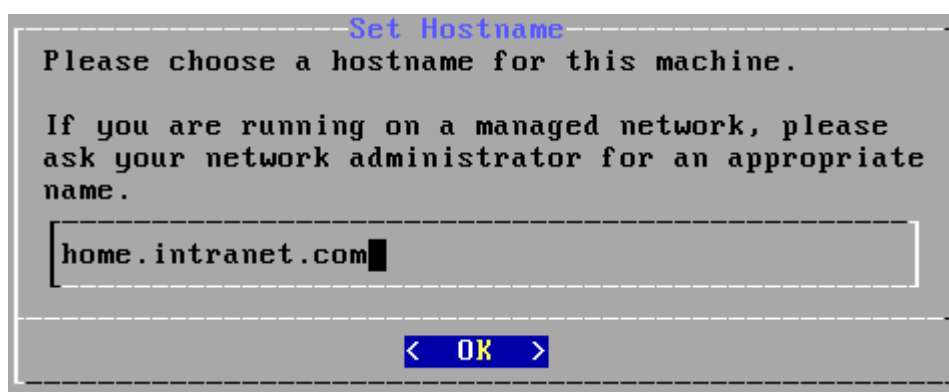 Set Hostname
Please choose a hostname for this machine.
If you are running on a managed network, please
ask your network administrator for an appropriate
name.
home.intranet.com
< OK >